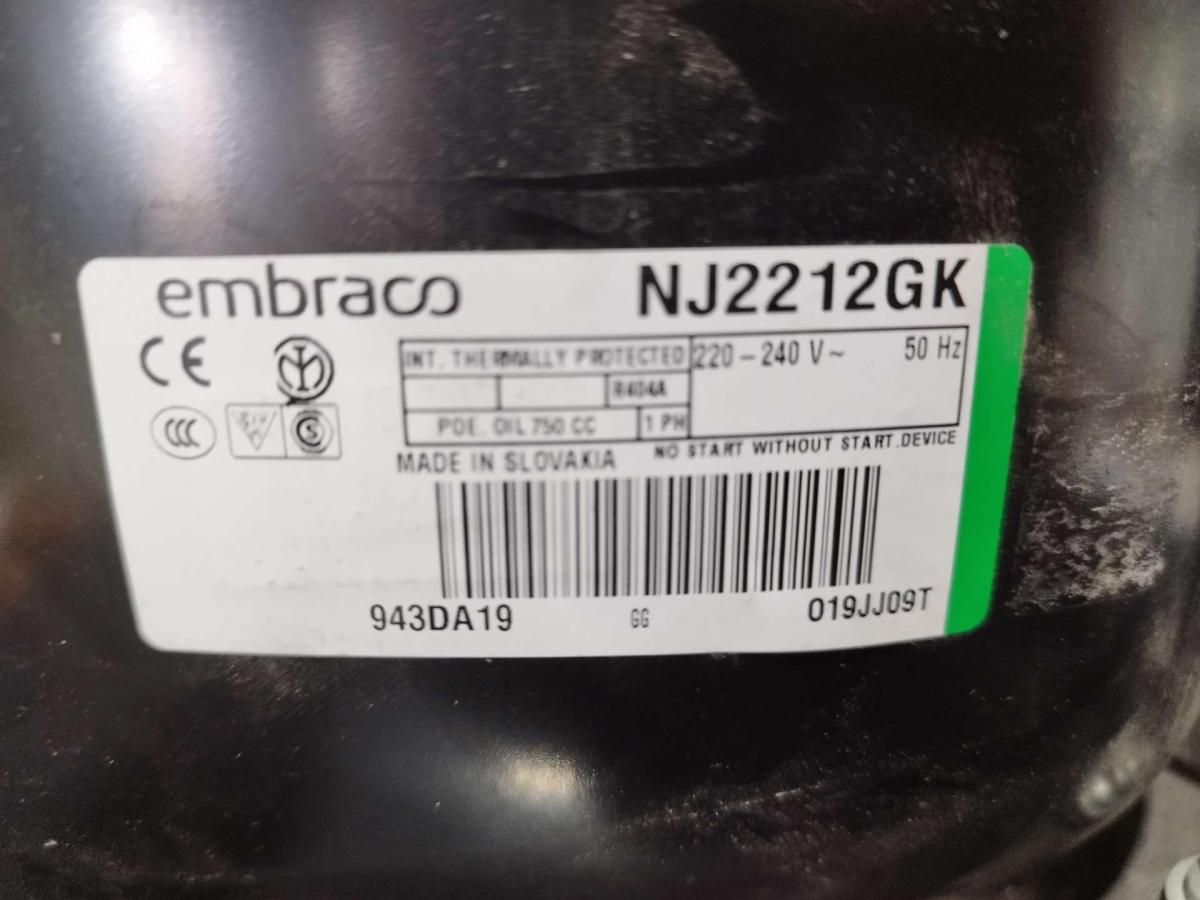 embraco
NJ2212GK
CE
INT. THERMALLY PROTECTED
220-240 V~ 50 Hz
R404A
POE. OIL 750 CC
1 PH
MADE IN SLOVAKIA
NO START WITHOUT START.DEVICE
943DA19
GG
019JJ09T